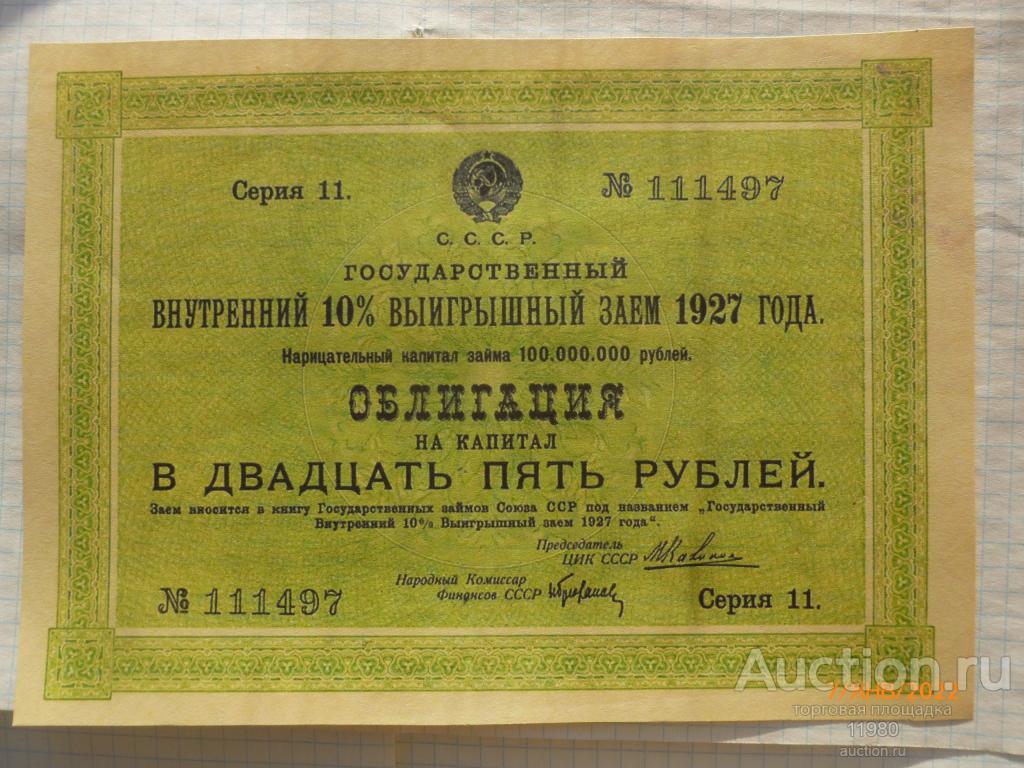 Серия 11.
№ 111497
С. С. С. Р.
ГОСУДАРСТВЕННЫЙ
ВНУТРЕННИЙ 10% ВЫИГРЫШНЫЙ ЗАЕМ 1927 ГОДА.
Нарицательный капитал займа 100.000.000 рублей.
ОБЛИГАЦИЯ
НА КАПИТАЛ
В ДВАДЦАТЬ ПЯТЬ РУБЛЕЙ.
Заем вносится в книгу Государственных займов Союза ССР под названием „Государственный
Внутренний 10% Выигрышный заем 1927 года“.
Председатель
ЦИК СССР
Народный Комиссар
Финансов СССР
№ 111497
Серия 11.
Auction.ru
7/ЯНВ/2022
торговая площадка
11980
auction.ru